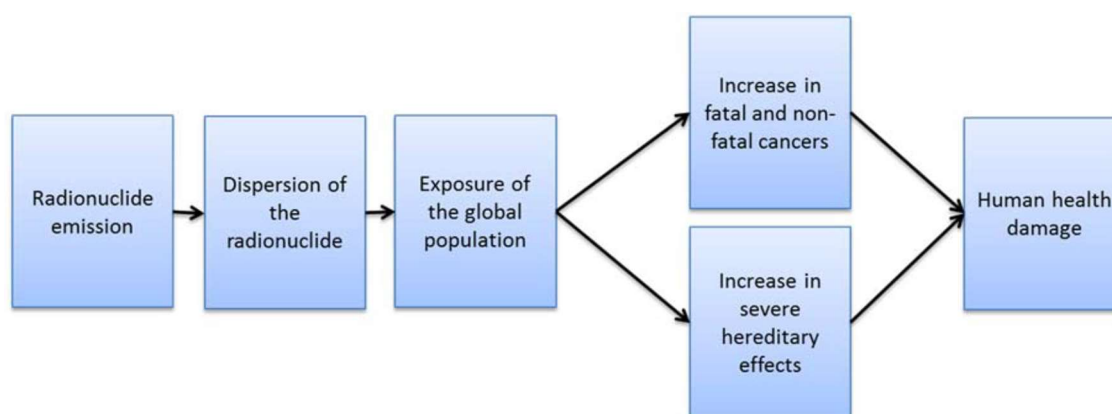 Radionuclide
emission
Dispersion of
the
radionuclide
Exposure of
the global
population
Increase in
fatal and non-
fatal cancers
Increase in
severe
hereditary
effects
Human health
damage